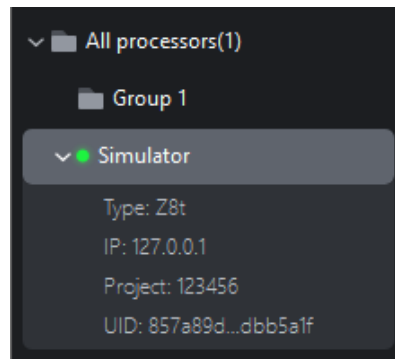 All processors(1)
Group 1
Simulator
Type: Z8t
IP: 127.0.0.1
Project: 123456
UID: 857a89d...dbb5a1f